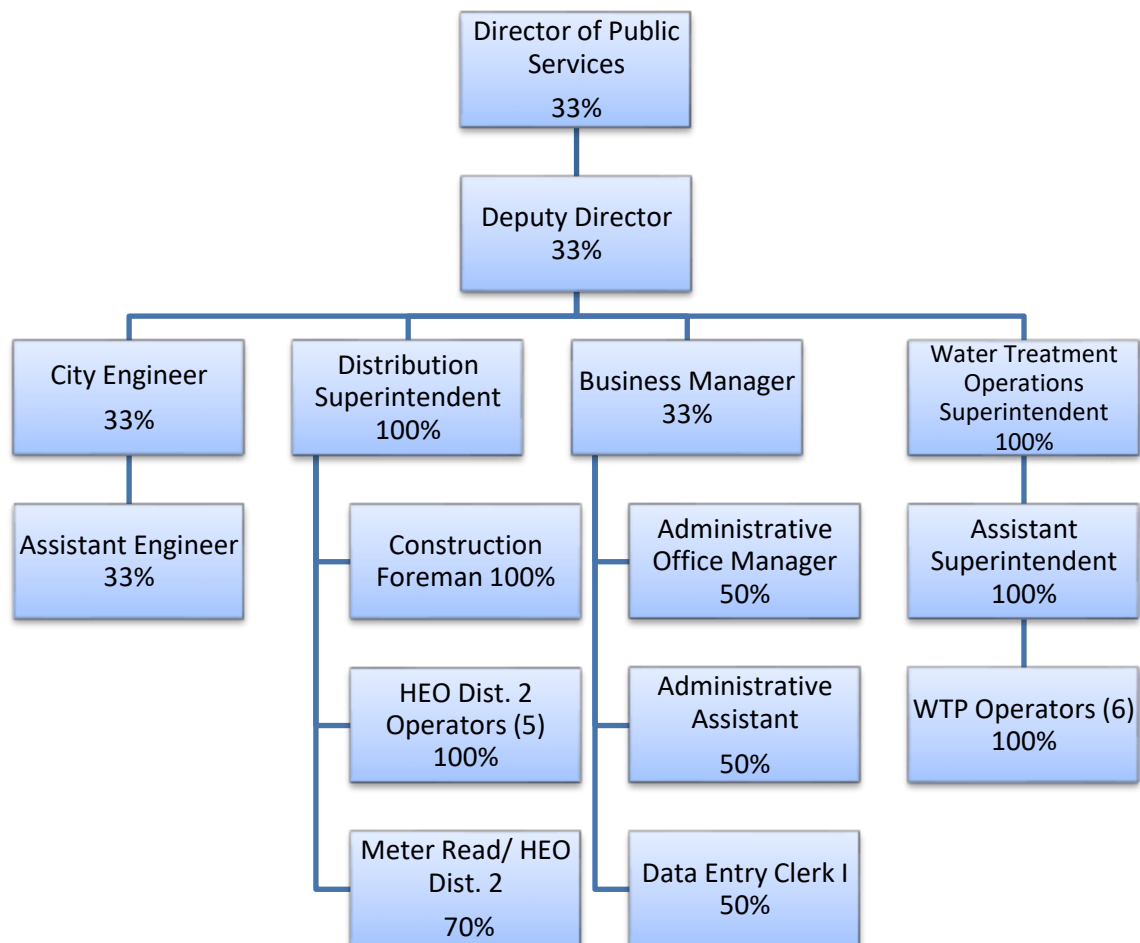 Director of Public
Services
33%
Deputy Director
33%
City Engineer
33%
Distribution
Superintendent
100%
Business Manager
33%
Water Treatment
Operations
Superintendent
100%
Assistant Engineer
33%
Construction
Foreman 100%
Administrative
Office Manager
50%
Assistant
Superintendent
100%
HEO Dist. 2
Operators (5)
100%
Administrative
Assistant
50%
WTP Operators (6)
100%
Meter Read/ HEO
Dist. 2
70%
Data Entry Clerk I
50%